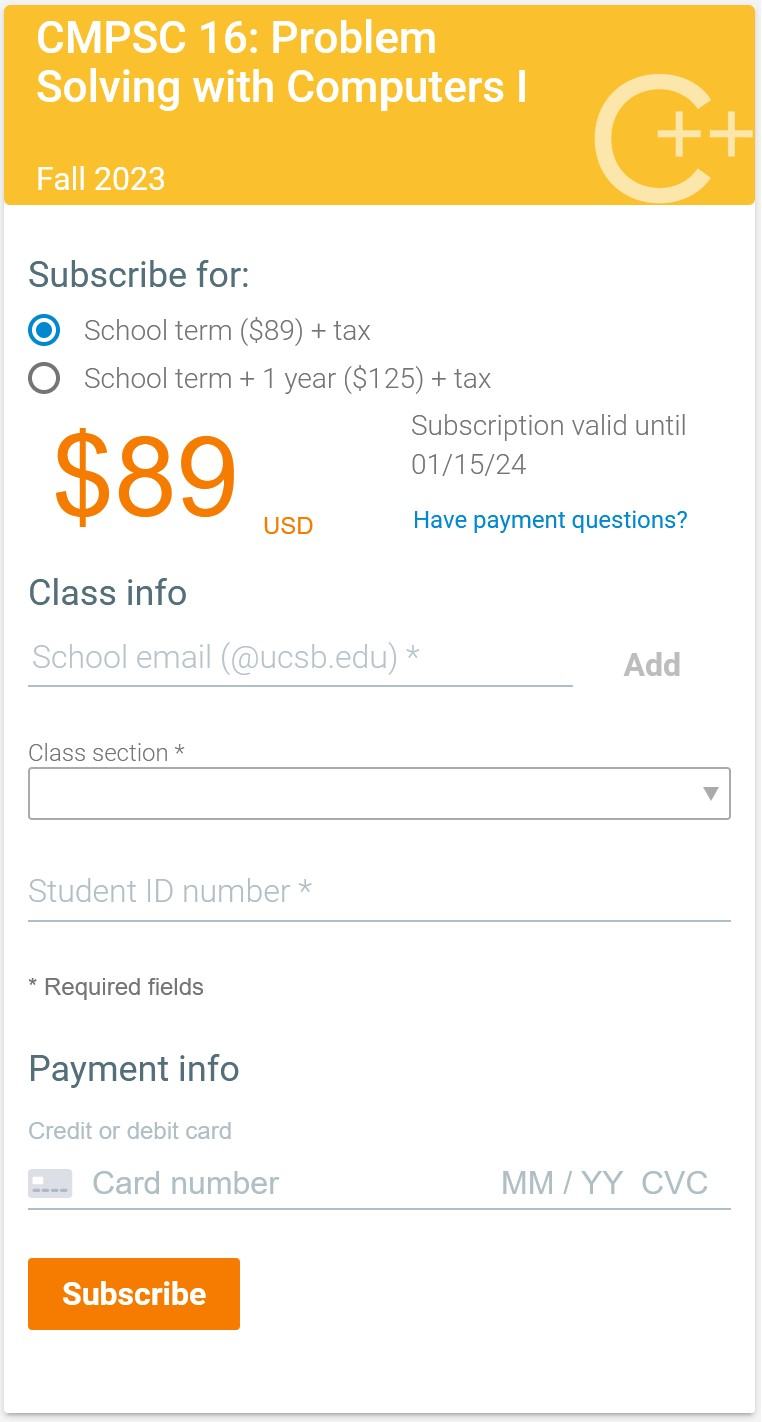 CMPSC 16: Problem
Solving with Computers I
C++
Fall 2023
Subscribe for:
School term ($89) + tax
School term + 1 year ($125) + tax
$89 USD
Subscription valid until
01/15/24
Have payment questions?
Class info
School email (@ucsb.edu) *
Add
Class section *
Student ID number *
* Required fields
Payment info
Credit or debit card
Card number MM / YY CVC
Subscribe